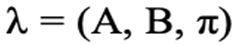 λ = (A, B, π)